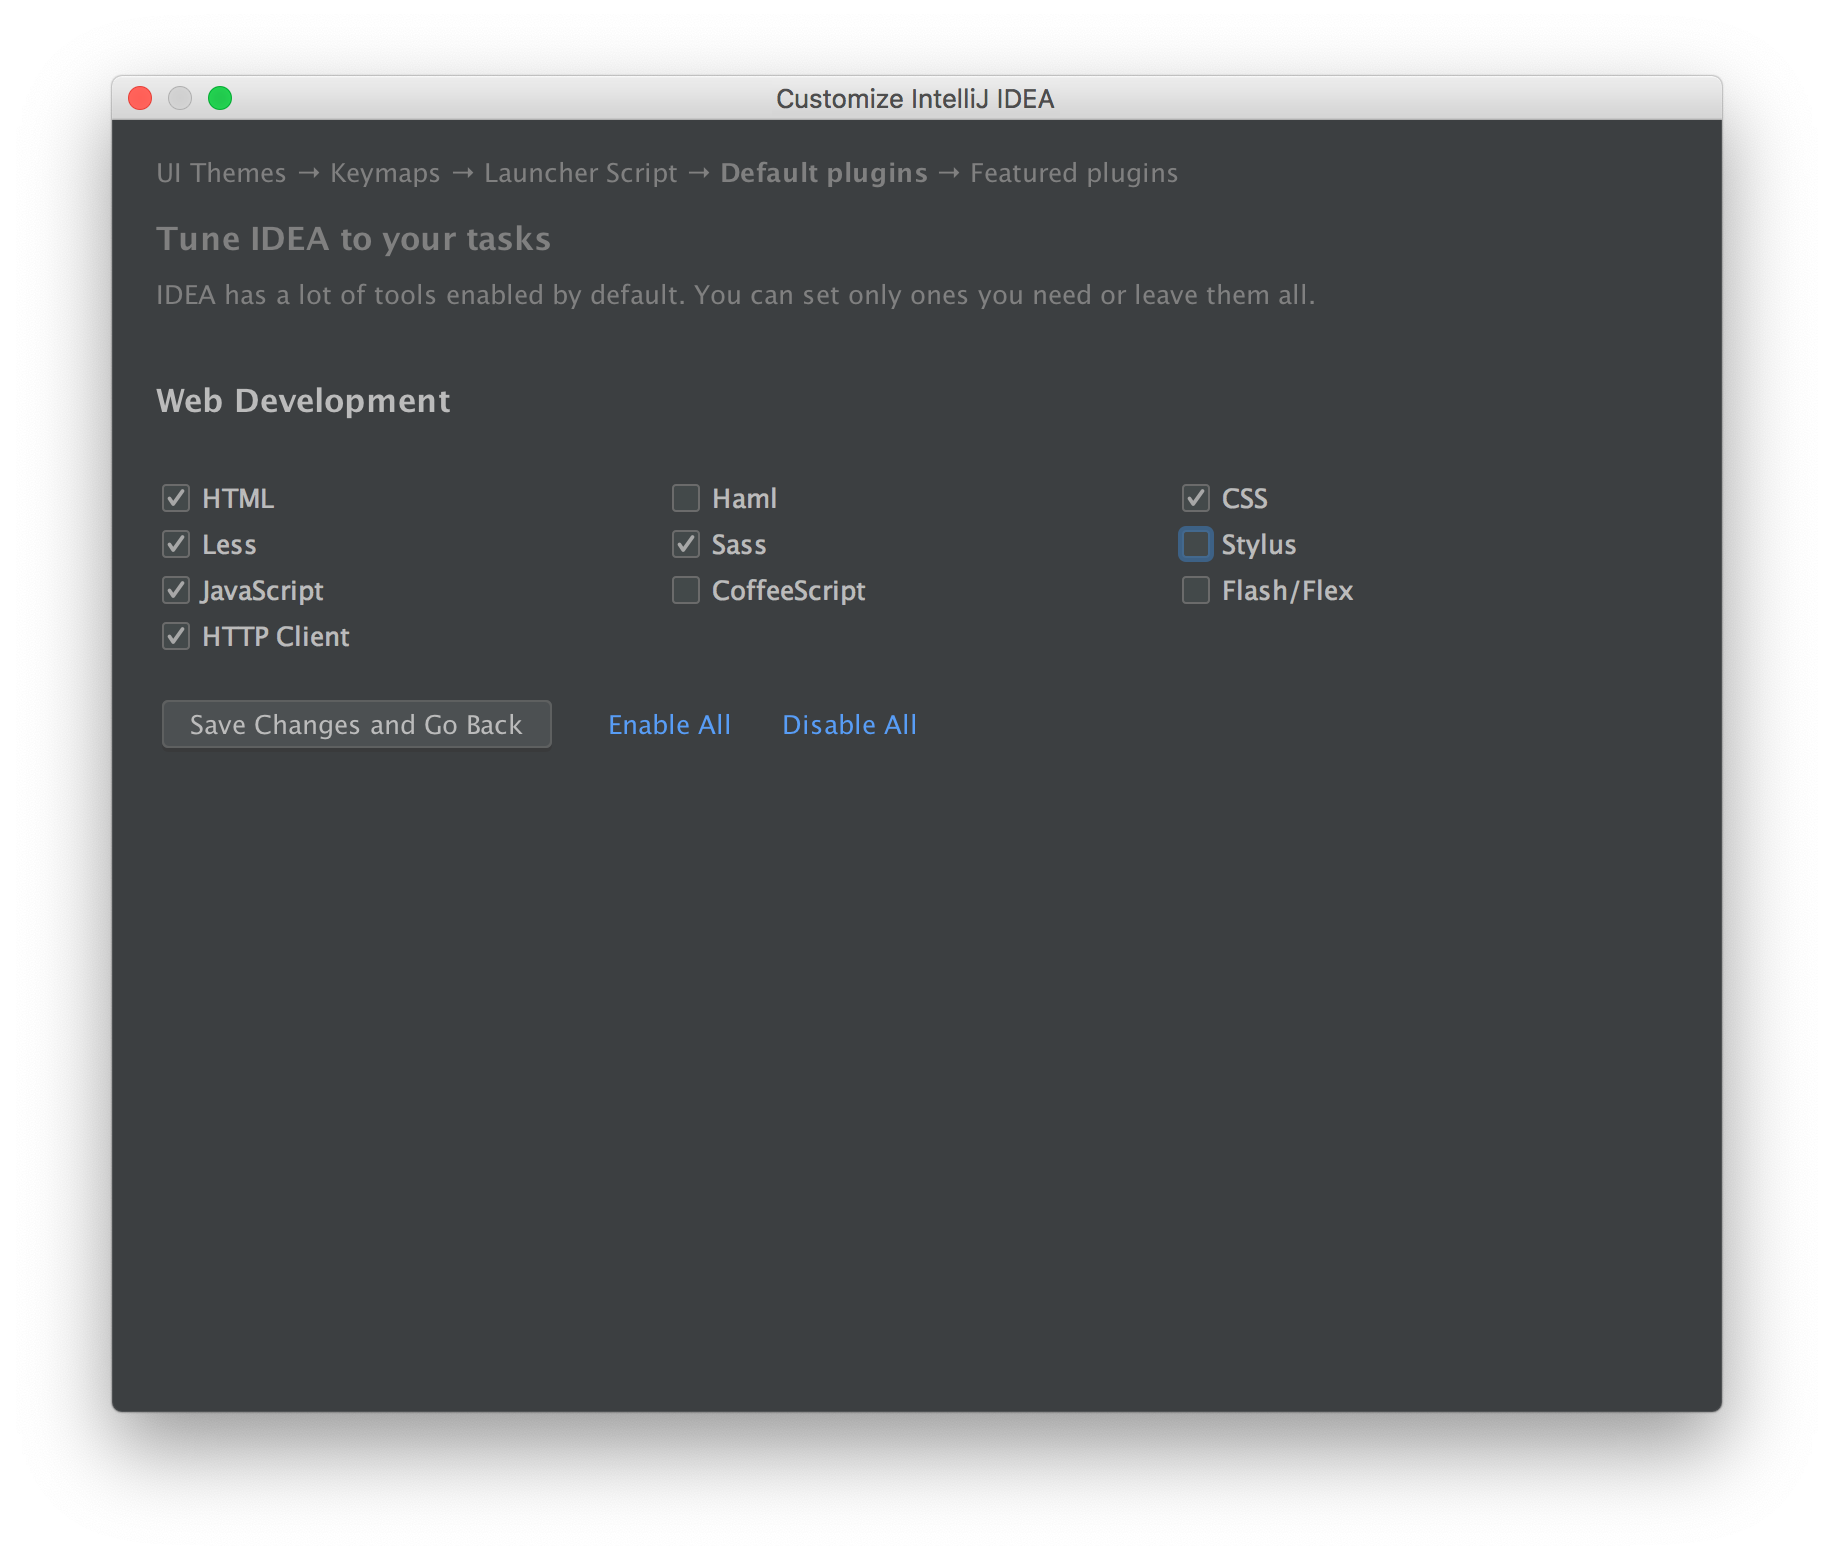 Customize IntelliJ IDEA
UI Themes → Keymaps → Launcher Script → Default plugins → Featured plugins
Tune IDEA to your tasks
IDEA has a lot of tools enabled by default. You can set only ones you need or leave them all.
Web Development
HTML Haml CSS
Less Sass Stylus
JavaScript CoffeeScript Flash/Flex
HTTP Client
Save Changes and Go Back Enable All Disable All